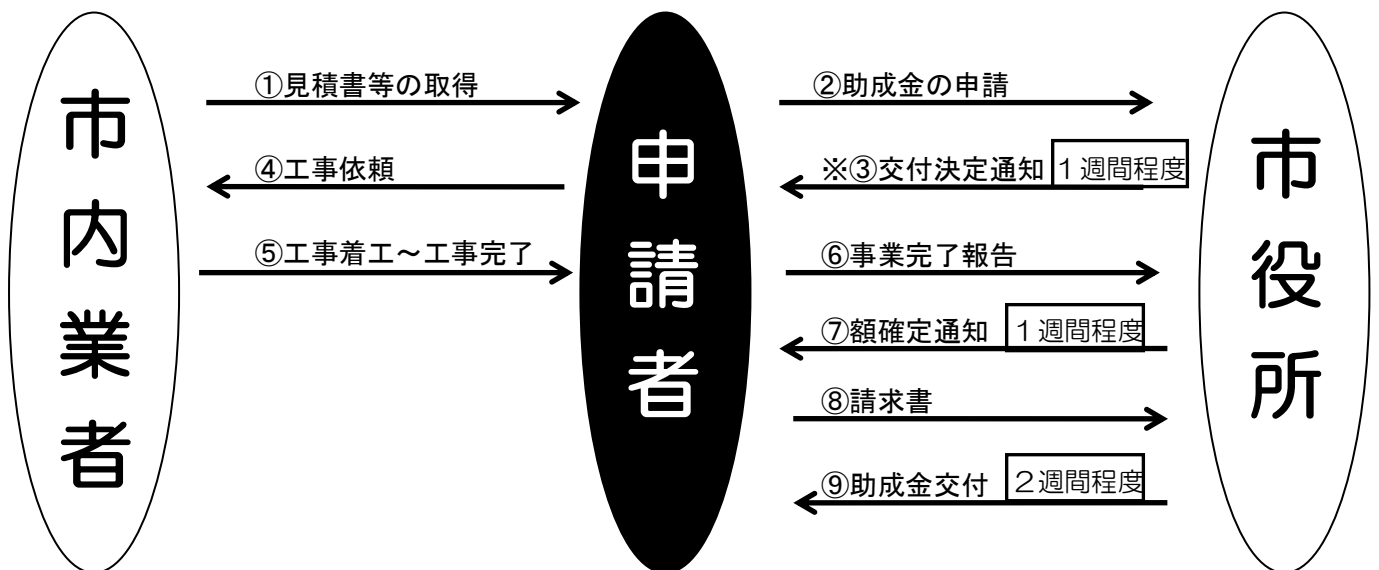 市内業者
申請者
市役所
①見積書等の取得
②助成金の申請
※③交付決定通知 1週間程度
④工事依頼
⑤工事着工~工事完了
⑥事業完了報告
⑦額確定通知 1週間程度
⑧請求書
⑨助成金交付 2週間程度